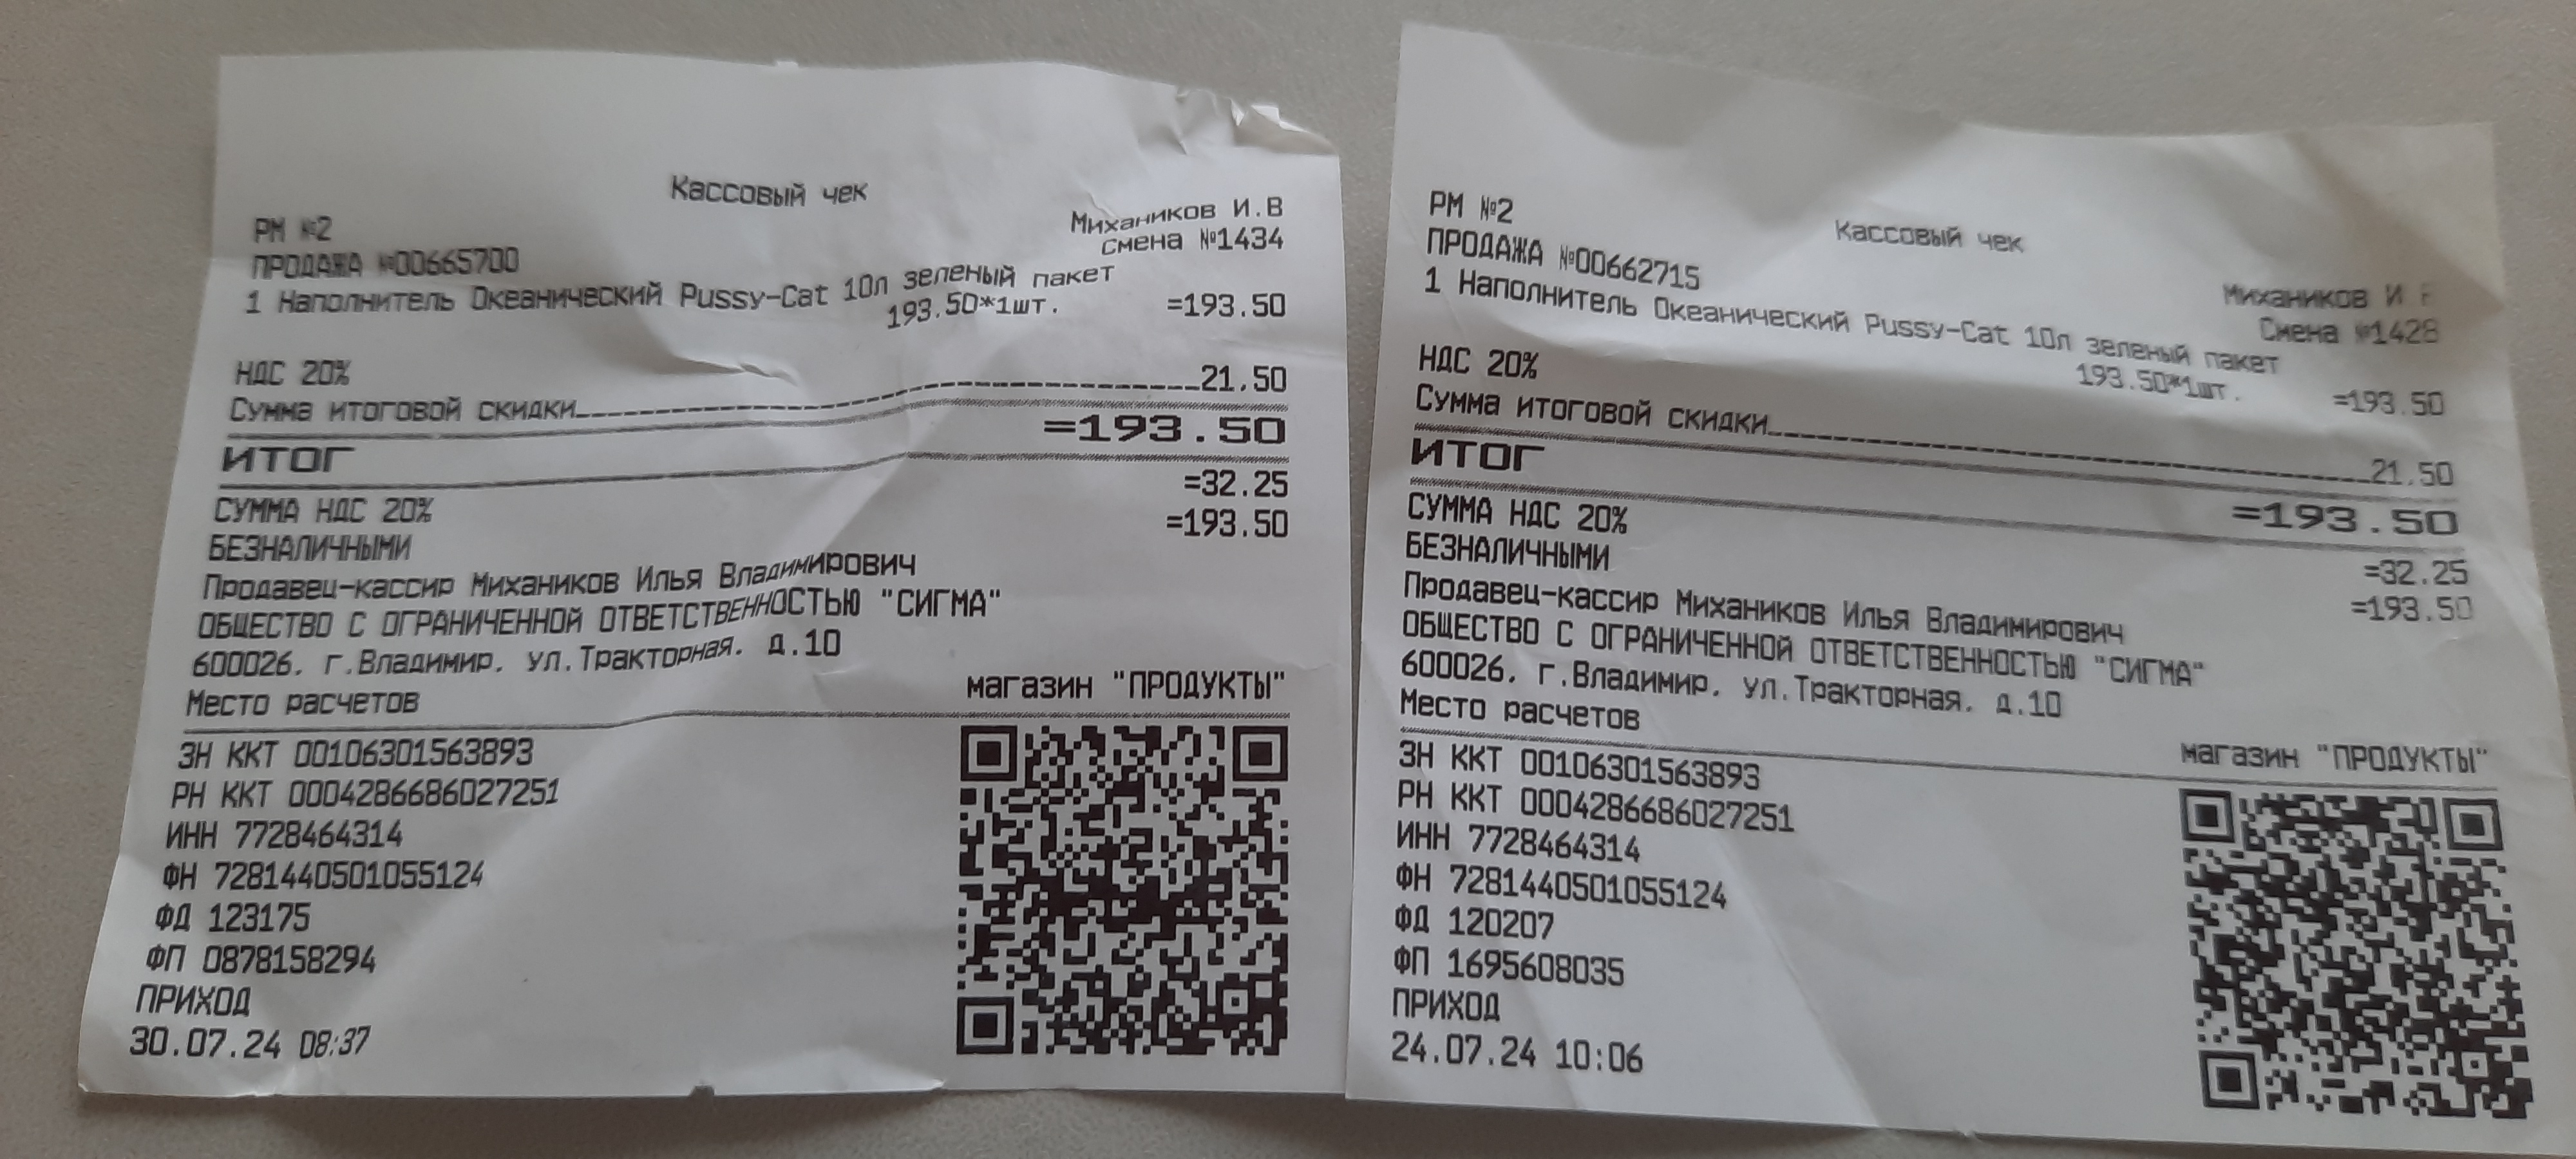 Кассовый чек
РМ №2 Михаников И.В
ПРОДАЖА №00665700 Смена №1434
1 Наполнитель Океанический Pussy-Cat 10л зеленый пакет
193.50*1шт. =193.50
НДС 20%
Сумма итоговой скидки 21.50
ИТОГ =193.50
СУММА НДС 20% =32.25
БЕЗНАЛИЧНЫМИ =193.50
Продавец-кассир Михаников Илья Владимирович
ОБЩЕСТВО С ОГРАНИЧЕННОЙ ОТВЕТСТВЕННОСТЬЮ "СИГМА"
600026, г.Владимир, ул.Тракторная, д.10
Место расчетов магазин "ПРОДУКТЫ"
ЗН ККТ 00106301563893
РН ККТ 0004286686027251
ИНН 7728464314
ФН 7281440501055124
ФД 123175
ФП 0878158294
ПРИХОД
30.07.24 08:37
Кассовый чек
РМ №2 Михаников И
ПРОДАЖА №00662715 Смена №1428
1 Наполнитель Океанический Pussy-Cat 10л зеленый пакет
193.50*1шт. =193.50
НДС 20%
Сумма итоговой скидки 21.50
ИТОГ =193.50
СУММА НДС 20% =32.25
БЕЗНАЛИЧНЫМИ =193.50
Продавец-кассир Михаников Илья Владимирович
ОБЩЕСТВО С ОГРАНИЧЕННОЙ ОТВЕТСТВЕННОСТЬЮ "СИГМА"
600026, г.Владимир, ул.Тракторная, д.10
Место расчетов магазин "ПРОДУКТЫ"
ЗН ККТ 00106301563893
РН ККТ 0004286686027251
ИНН 7728464314
ФН 7281440501055124
ФД 120207
ФП 1695608035
ПРИХОД
24.07.24 10:06